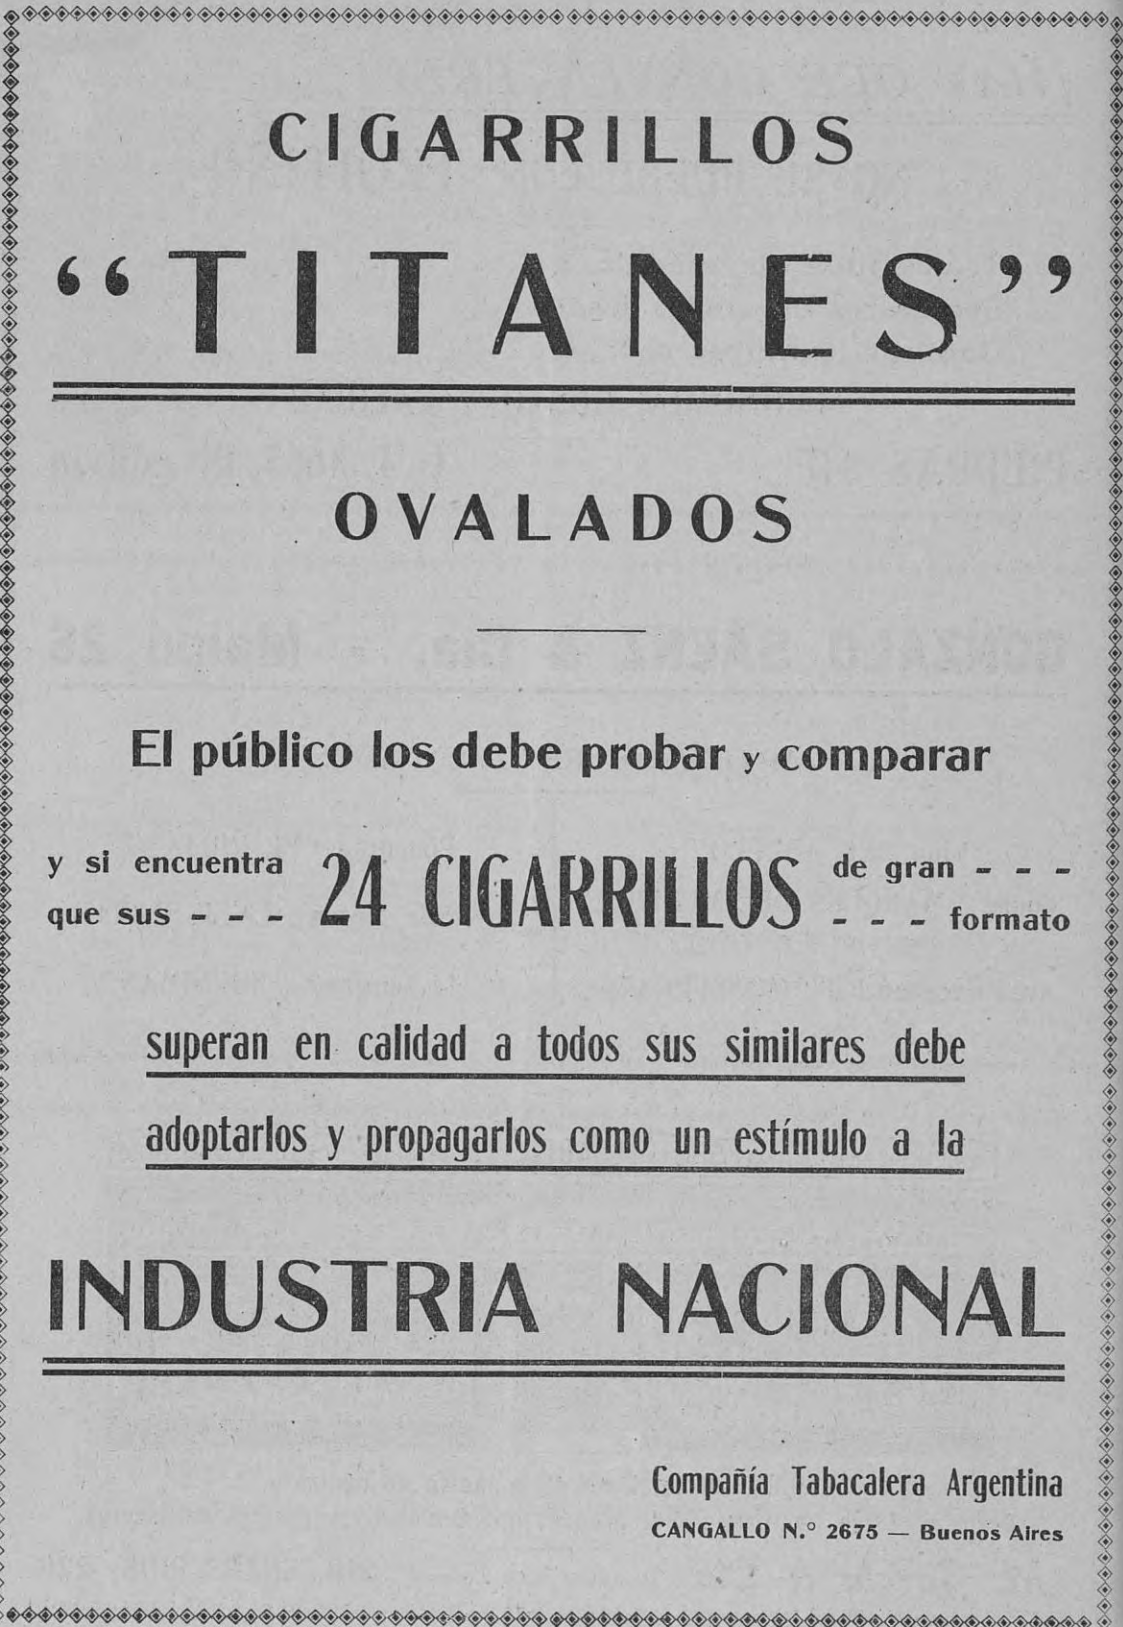 CIGARRILLOS
“TITANES”
OVALADOS
El público los debe probar y comparar
y si encuentra
que sus - - -
24 CIGARRILLOS
de gran - - -
- - - formato
superan en calidad a todos sus similares debe
adoptarlos y propagarlos como un estímulo a la
INDUSTRIA NACIONAL
Compañía Tabacalera Argentina
CANGALLO N.° 2675 — Buenos Aires